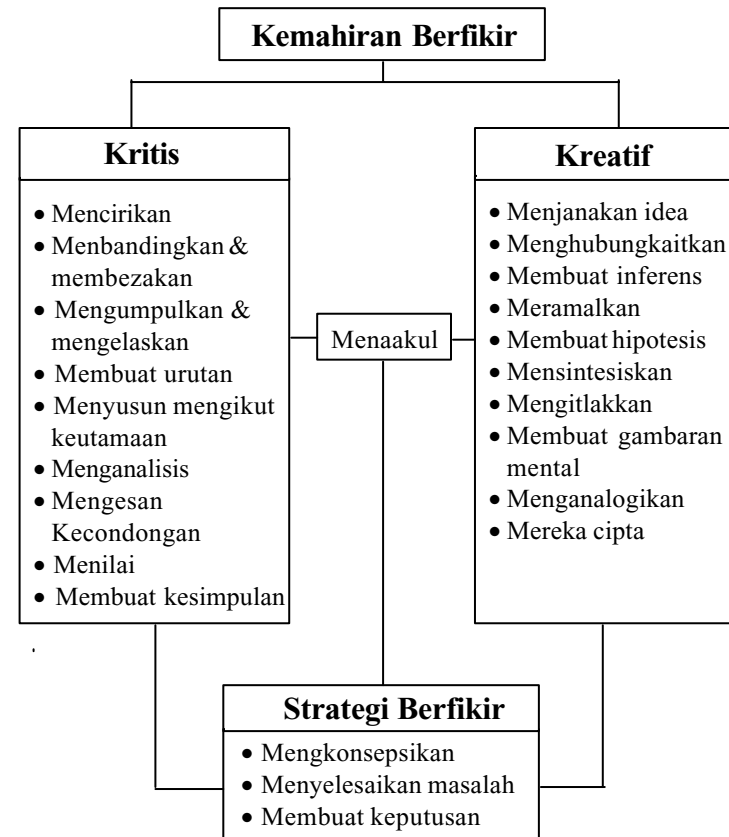 Kemahiran Berfikir
Kritis
• Mencirikan
• Menbandingkan &
membezakan
• Mengumpulkan &
mengelaskan
• Membuat urutan
• Menyusun mengikut
keutamaan
• Menganalisis
• Mengesan
Kecondongan
• Menilai
• Membuat kesimpulan
Menaakul
Kreatif
• Menjanakan idea
• Menghubungkaitkan
• Membuat inferens
• Meramalkan
• Membuat hipotesis
• Mensintesiskan
• Mengitlakkan
• Membuat gambaran
mental
• Menganalogikan
• Mereka cipta
Strategi Berfikir
• Mengkonsepsikan
• Menyelesaikan masalah
• Membuat keputusan